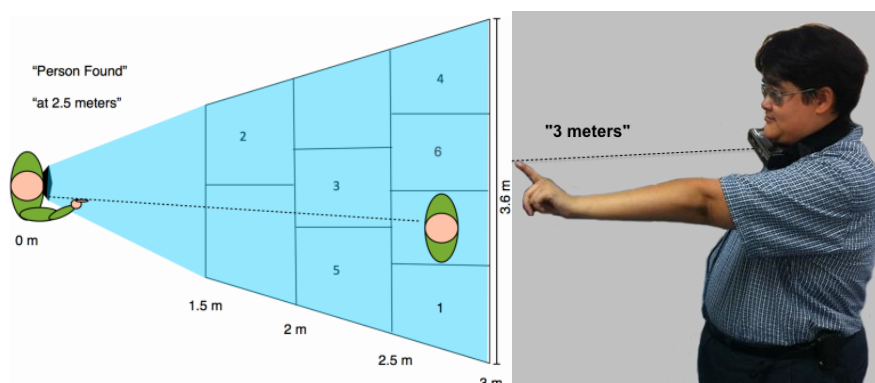 “Person Found”
“at 2.5 meters”
4
2
6
3
5
1
0 m
1.5 m
2 m
2.5 m
3 m
3.6 m
"3 meters"